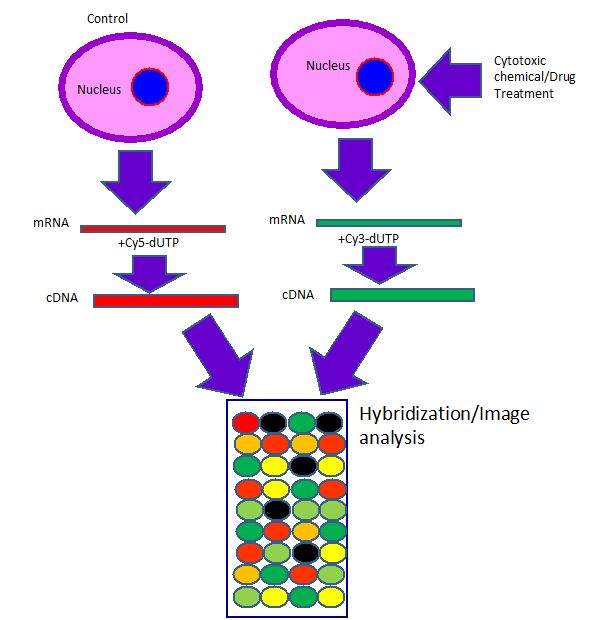 Control
Nucleus
Nucleus
Cytotoxic
chemical/Drug
Treatment
mRNA
mRNA
+Cy5-dUTP
+Cy3-dUTP
cDNA
cDNA
Hybridization/Image
analysis